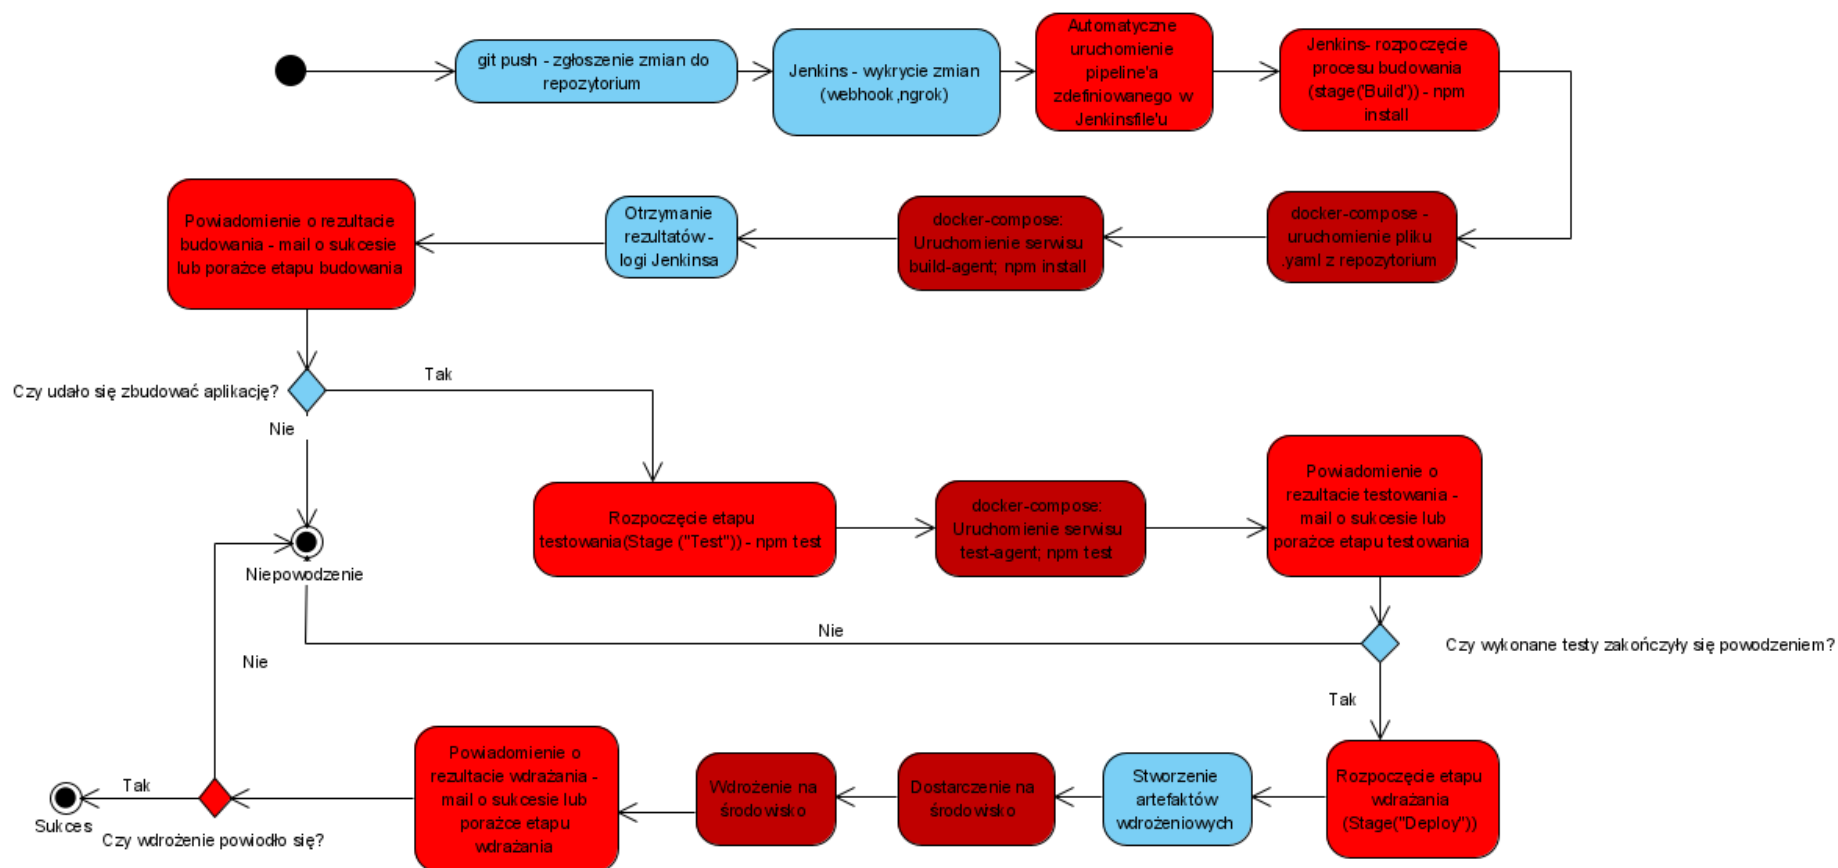 git push - zgłoszenie zmian do
repozytorium
Jenkins - wykrycie zmian
(webhook,ngrok)
Automatyczne
uruchomienie
pipeline'a
zdefiniowanego w
Jenkinsfile'u
Jenkins- rozpoczęcie
procesu budowania
(stage('Build')) - npm
install
Powiadomienie o rezultacie
budowania - mail o sukcesie
lub porażce etapu budowania
Otrzymanie
rezultatów -
logi Jenkinsa
docker-compose:
Uruchomienie serwisu
build-agent; npm install
docker-compose -
uruchomienie pliku
.yaml z repozytorium
Czy udało się zbudować aplikację?
Tak
Nie
Rozpoczęcie etapu
testowania(Stage ("Test")) - npm test
docker-compose:
Uruchomienie serwisu
test-agent; npm test
Powiadomienie o
rezultacie testowania -
mail o sukcesie lub
porażce etapu testowania
Niepowodzenie
Nie
Czy wykonane testy zakończyły się powodzeniem?
Nie
Tak
Powiadomienie o
rezultacie wdrażania -
mail o sukcesie lub
porażce etapu
wdrażania
Wdrożenie na
środowisko
Dostarczenie na
środowisko
Stworzenie
artefaktów
wdrożeniowych
Rozpoczęcie etapu
wdrażania
(Stage("Deploy"))
Tak
Sukces
Czy wdrożenie powiodło się?